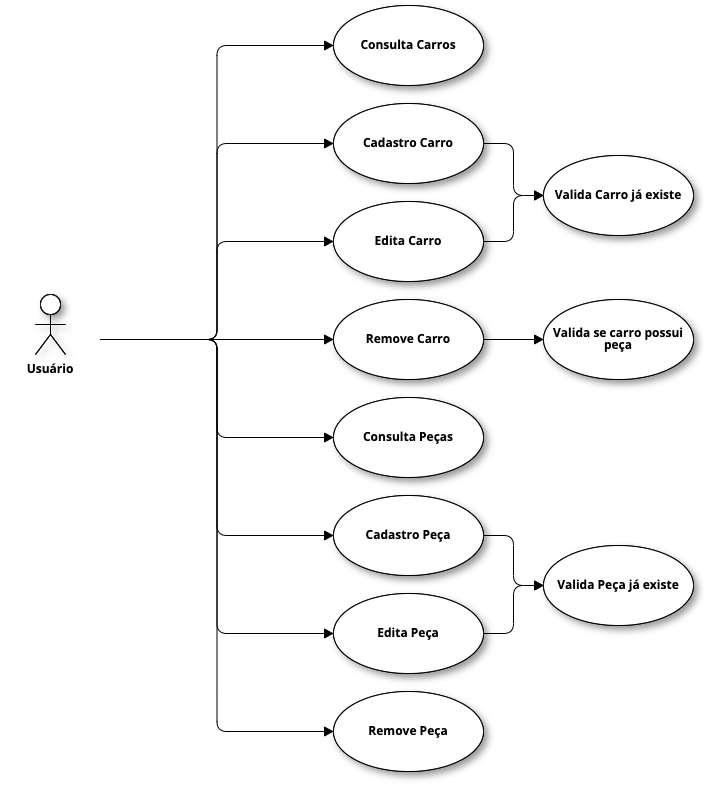 Consulta Carros
Cadastro Carro
Valida Carro já existe
Edita Carro
Usuário
Remove Carro
Valida se carro possui
peça
Consulta Peças
Cadastro Peça
Valida Peça já existe
Edita Peça
Remove Peça